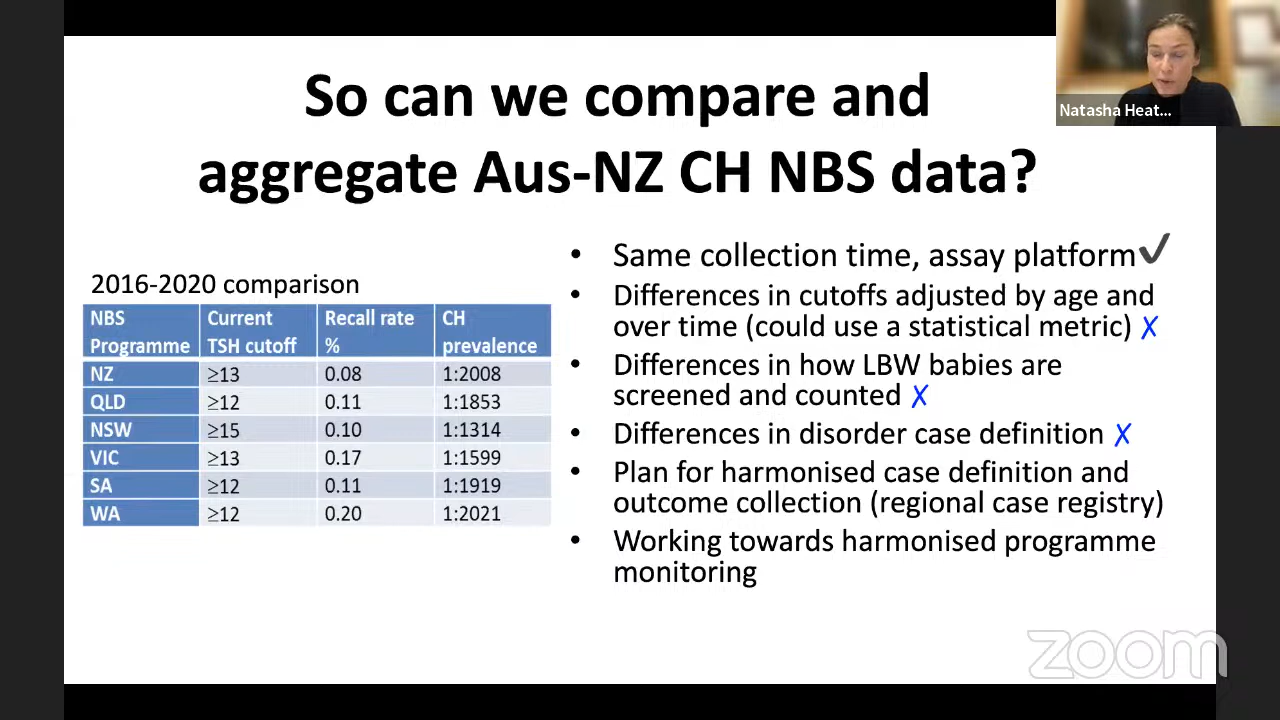 So can we compare and
aggregate Aus-NZ CH NBS data?
Natasha Heat...
2016-2020 comparison
NBS Programme | Current TSH cutoff | Recall rate % | CH prevalence
NZ | ≥13 | 0.08 | 1:2008
QLD | ≥12 | 0.11 | 1:1853
NSW | ≥15 | 0.10 | 1:1314
VIC | ≥13 | 0.17 | 1:1599
SA | ≥12 | 0.11 | 1:1919
WA | ≥12 | 0.20 | 1:2021
• Same collection time, assay platform ✓
• Differences in cutoffs adjusted by age and
over time (could use a statistical metric) ✗
• Differences in how LBW babies are
screened and counted ✗
• Differences in disorder case definition ✗
• Plan for harmonised case definition and
outcome collection (regional case registry)
• Working towards harmonised programme
monitoring
zoom